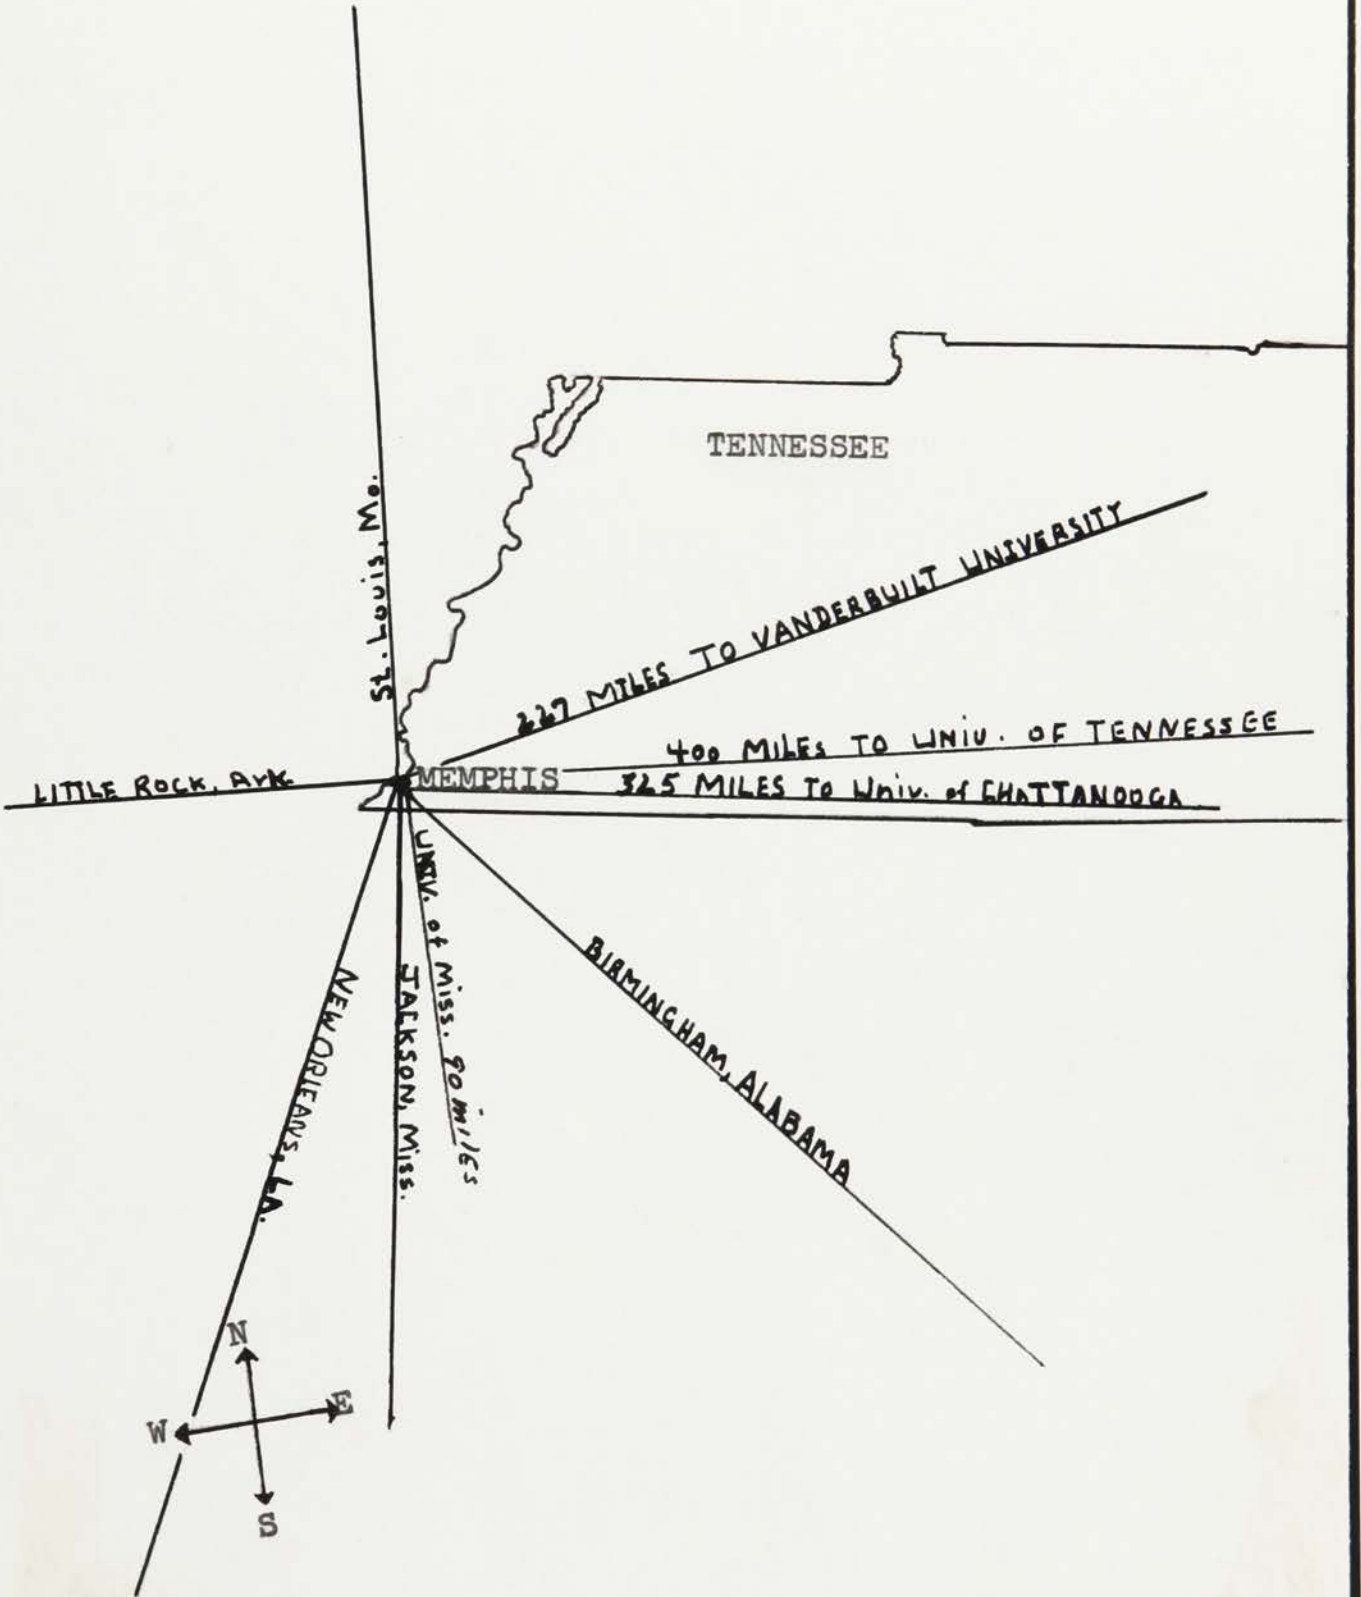 TENNESSEE
St. Louis, Mo.
227 MILES TO VANDERBUILT UNIVERSITY
400 MILES TO UNIV. OF TENNESSEE
LITTLE ROCK, Ark.
MEMPHIS
325 MILES TO Univ. of CHATTANOOGA
UNIV. of Miss. 90 miles
JACKSON, Miss.
NEW ORLEANS, LA.
BIRMINGHAM, ALABAMA
N
W
E
S